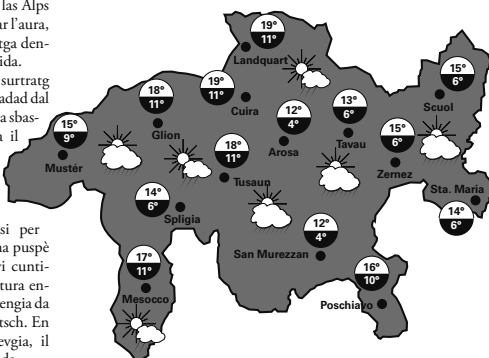 las Alps
ar l'aura,
tga den-
ida.
surtratg
adad dal
a sbas-
il
si per
na puspè
ri cunti-
tura en-
engia da
tsch. En
evgia, il
19°
11°
Landquart
19°
11°
Cuira
18°
11°
Glion
15°
9°
Mustér
12°
4°
Arosa
13°
6°
Tavau
15°
6°
Scuol
15°
6°
Zernez
18°
11°
Tusaun
14°
6°
Spligia
Sta. Maria
14°
6°
12°
4°
San Murezzan
17°
11°
Mesocco
16°
10°
Poschiavo